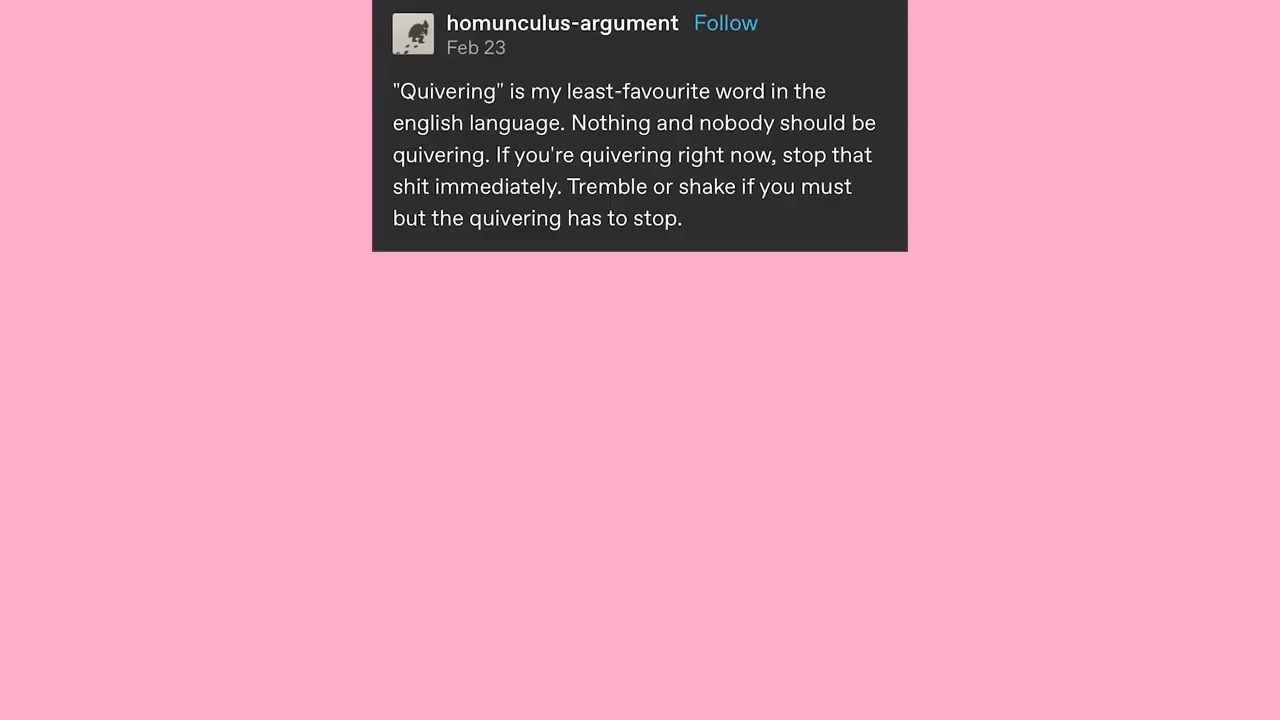 homunculus-argument Follow
Feb 23
"Quivering" is my least-favourite word in the
english language. Nothing and nobody should be
quivering. If you're quivering right now, stop that
shit immediately. Tremble or shake if you must
but the quivering has to stop.